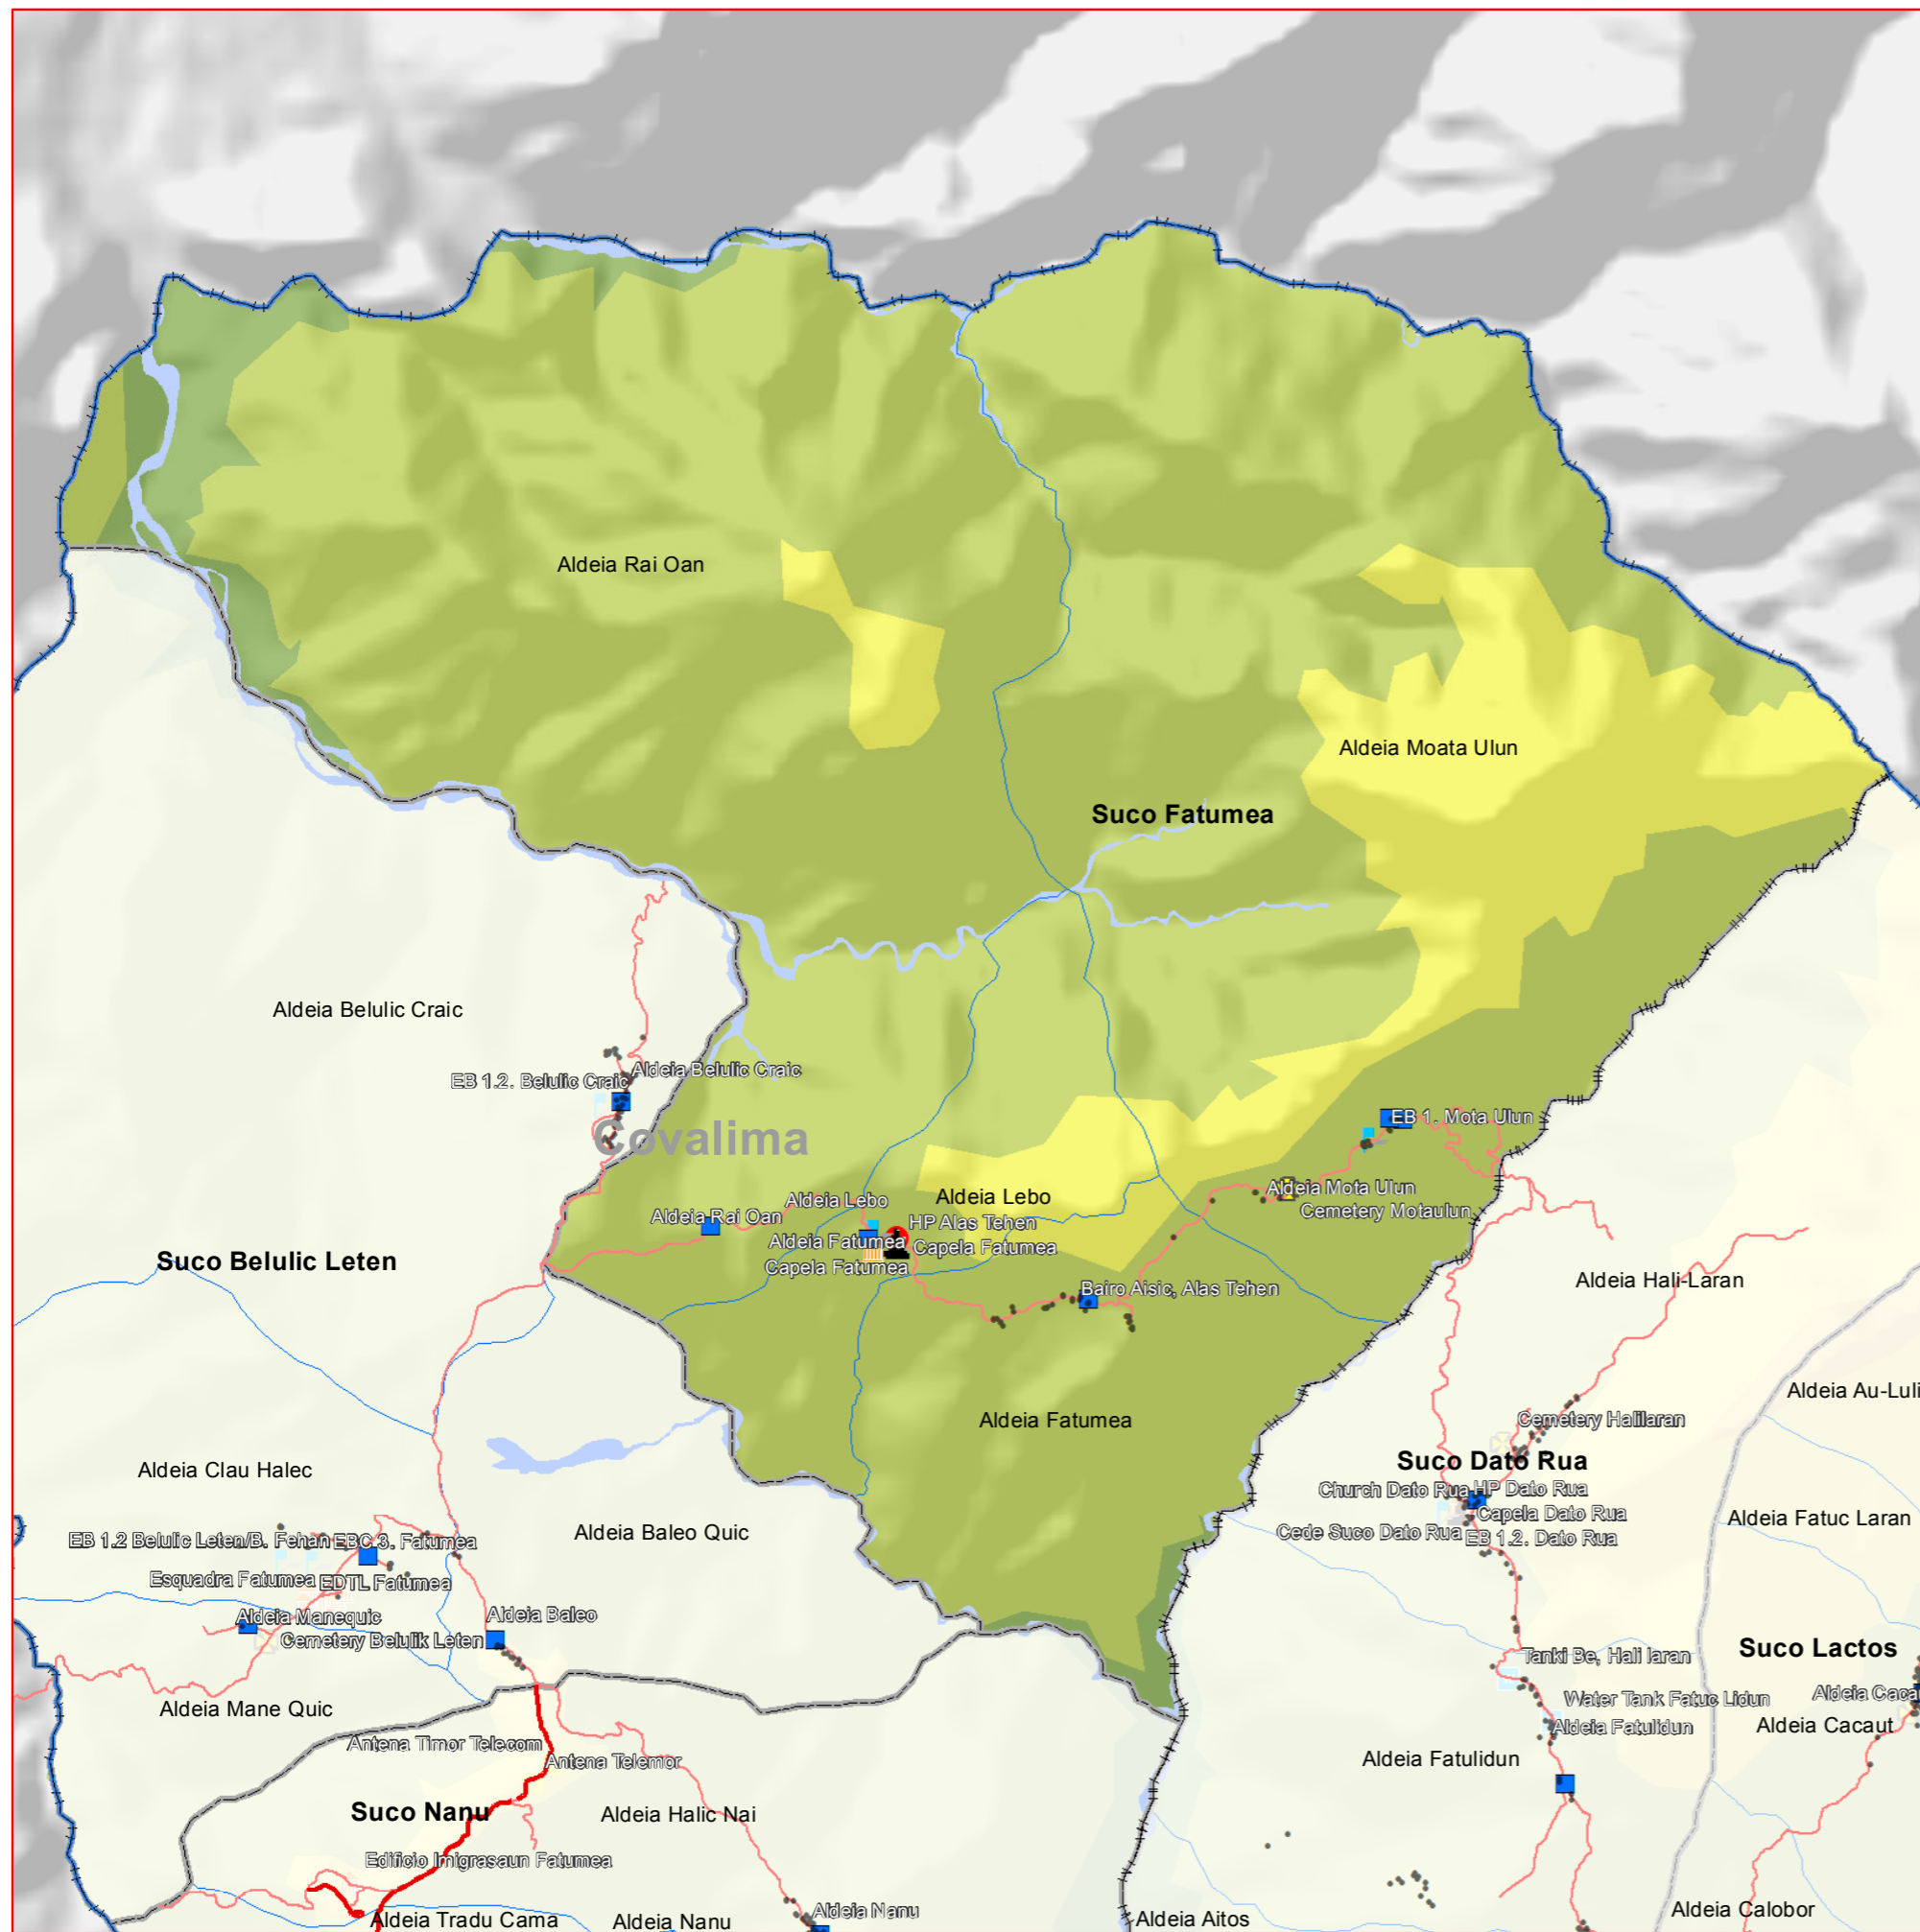 Aldeia Rai Oan
Aldeia Moata Ulun
Suco Fatumea
Aldeia Belulic Craic
Aldeia Belulic Craic
EB 1.2. Belulic Craic
Covalima
EB 1. Mota Ulun
Aldeia Mota Ulun
Cemetery Motaulun
Aldeia Lebo
Aldeia Lebo
Aldeia Rai Oan
HP Alas Tehen
Aldeia Fatumea
Capela Fatumea
Capela Fatumea
Suco Belulic Leten
Bairo Aisic, Alas Tehen
Aldeia Hali-Laran
Aldeia Au-Luli
Aldeia Fatumea
Cemetery Halilaran
Suco Dato Rua
Aldeia Clau Halec
Church Dato Rua
HP Dato Rua
Capela Dato Rua
Aldeia Fatuc Laran
Cede Suco Dato Rua
EB 1.2. Dato Rua
Aldeia Baleo Quic
EB 1.2 Belulic Leten/B. Fehan
EBC 3. Fatumea
Esquadra Fatumea
EDTL Fatumea
Aldeia Manequic
Aldeia Baleo
Cemetery Belulik Leten
Suco Lactos
Tanki Be, Hali laran
Aldeia Mane Quic
Water Tank Fatuc Lidun
Aldeia Caca
Aldeia Fatulidun
Aldeia Cacaut
Antena Timor Telecom
Antena Telemor
Aldeia Fatulidun
Suco Nanu
Aldeia Halic Nai
Edificio Imigrasaun Fatumea
Aldeia Nanu
Aldeia Calobor
Aldeia Tradu Cama
Aldeia Nanu
Aldeia Aitos